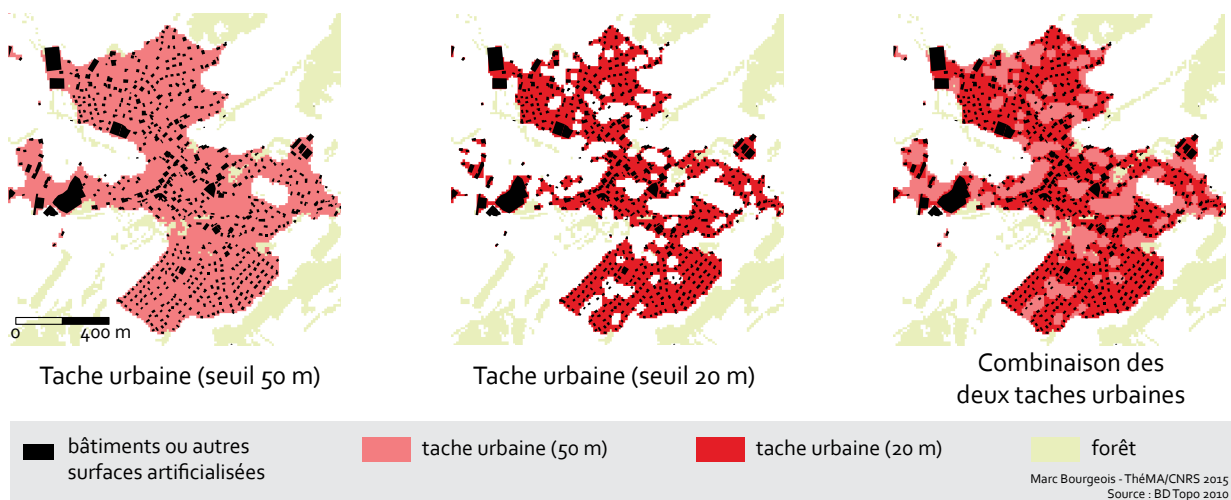 0 400 m
Tache urbaine (seuil 50 m)
Tache urbaine (seuil 20 m)
Combinaison des
deux taches urbaines
bâtiments ou autres
surfaces artificialisées
tache urbaine (50 m)
tache urbaine (20 m)
forêt
Marc Bourgeois - ThéMA/CNRS 2015
Source : BD Topo 2010